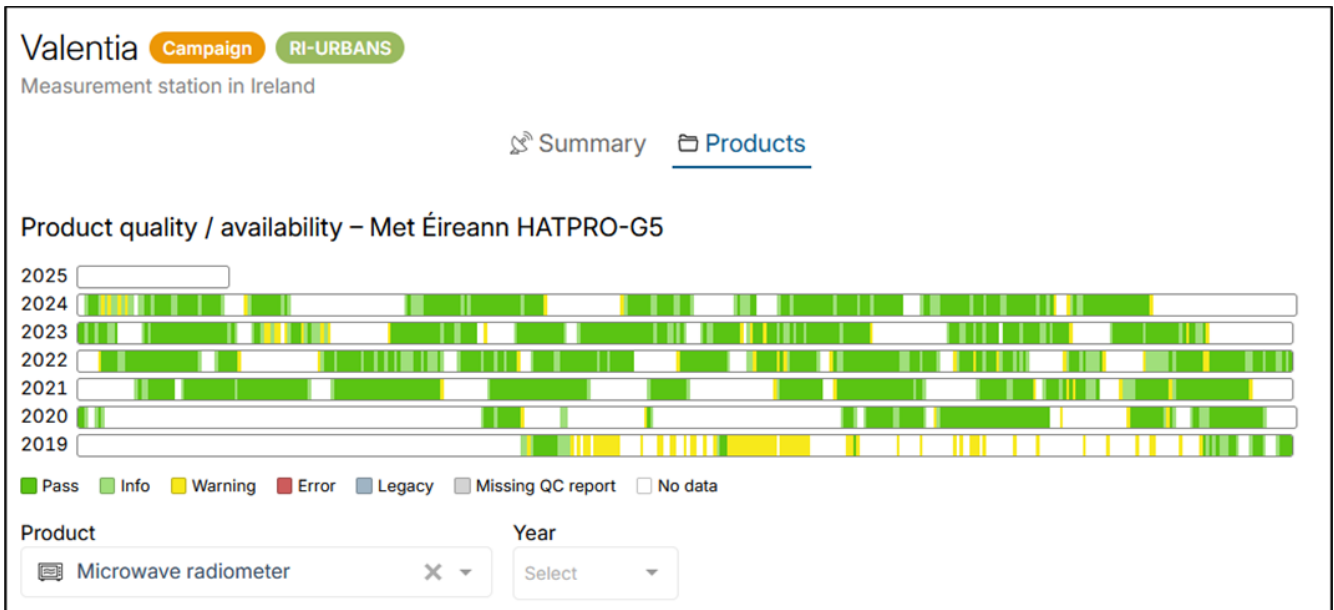 Valentia Campaign RI-URBANS
Measurement station in Ireland
Summary Products
Product quality / availability – Met Éireann HATPRO-G5
2025
2024
2023
2022
2021
2020
2019
Pass Info Warning Error Legacy Missing QC report No data
Product Year
Microwave radiometer Select